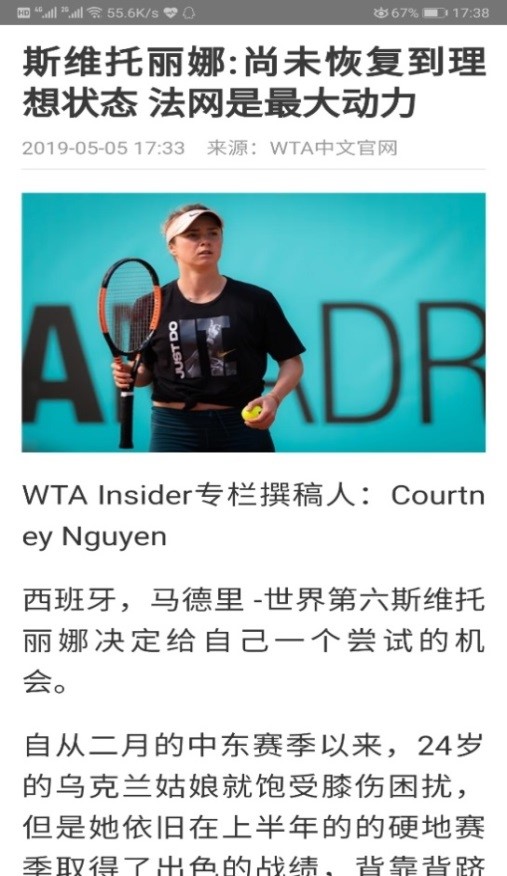 HD 4G 2G 55.6K/s 67% 17:38
斯维托丽娜:尚未恢复到理
想状态 法网是最大动力
2019-05-05 17:33 来源：WTA中文官网
JUST DO
IT
ADR
WTA Insider专栏撰稿人：Courtn
ey Nguyen
西班牙，马德里 -世界第六斯维托
丽娜决定给自己一个尝试的机
会。
自从二月的中东赛季以来，24岁
的乌克兰姑娘就饱受膝伤困扰，
但是她依旧在上半年的的硬地赛
季取得了出色的战绩，背靠背跻